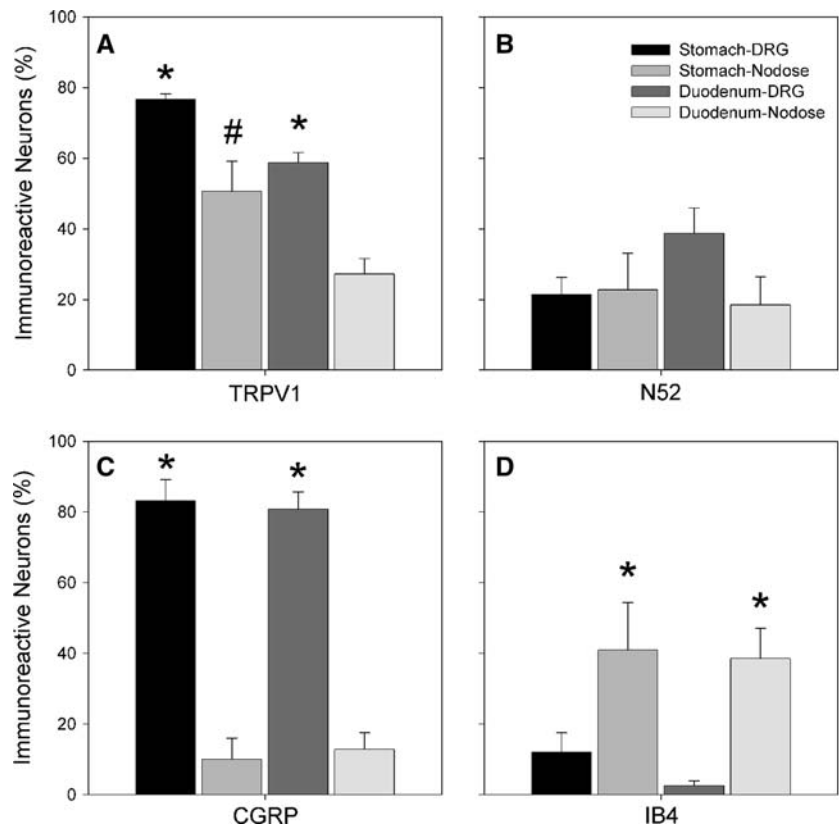 Immunoreactive Neurons (%)
100
80
60
40
20
0
A
*
#
*
TRPV1
B
Stomach-DRG
Stomach-Nodose
Duodenum-DRG
Duodenum-Nodose
N52
Immunoreactive Neurons (%)
100
80
60
40
20
0
C
*
*
CGRP
D
*
*
IB4